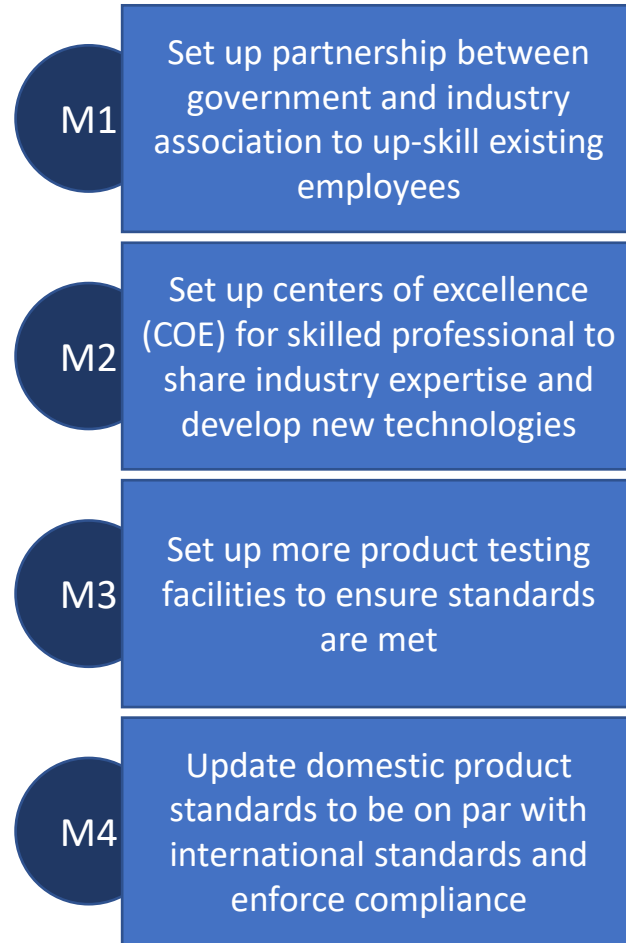 M1
Set up partnership between
government and industry
association to up-skill existing
employees
M2
Set up centers of excellence
(COE) for skilled professional to
share industry expertise and
develop new technologies
M3
Set up more product testing
facilities to ensure standards
are met
M4
Update domestic product
standards to be on par with
international standards and
enforce compliance